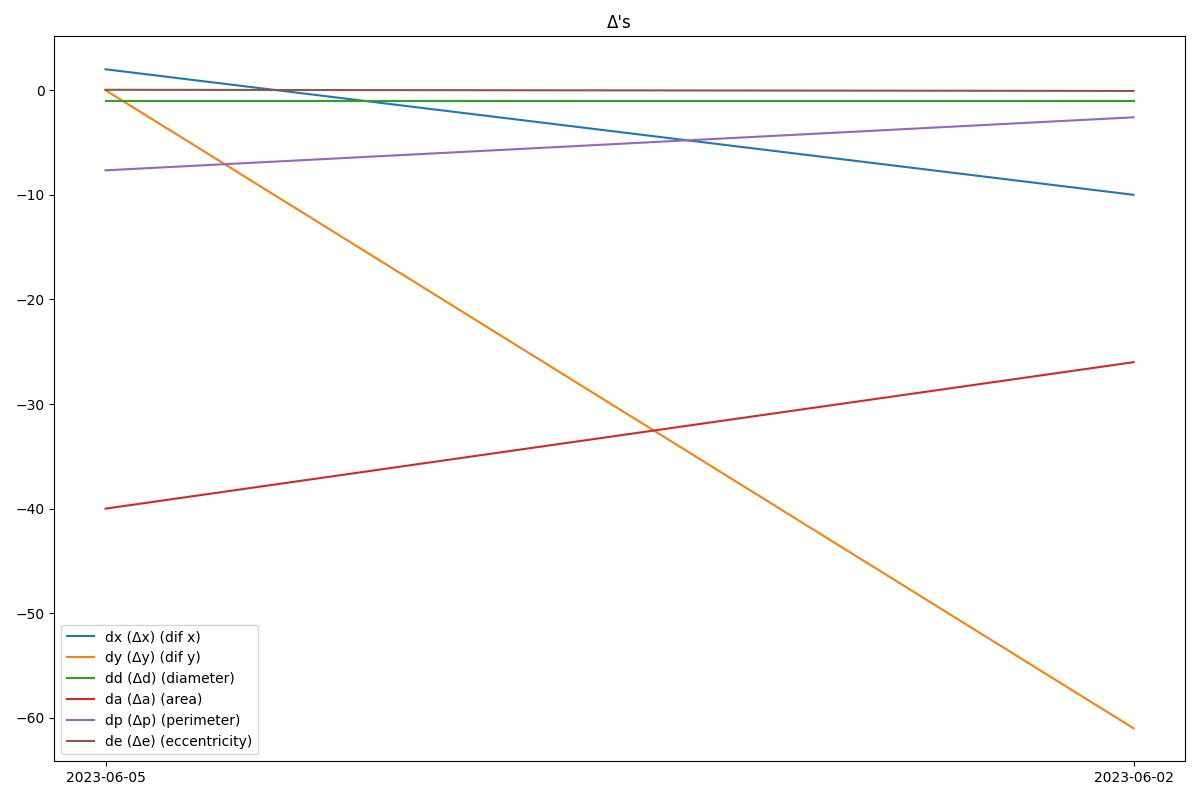 Δ's
0
−10
−20
−30
−40
−50
−60
dx (Δx) (dif x)
dy (Δy) (dif y)
dd (Δd) (diameter)
da (Δa) (area)
dp (Δp) (perimeter)
de (Δe) (eccentricity)
2023-06-05 2023-06-02